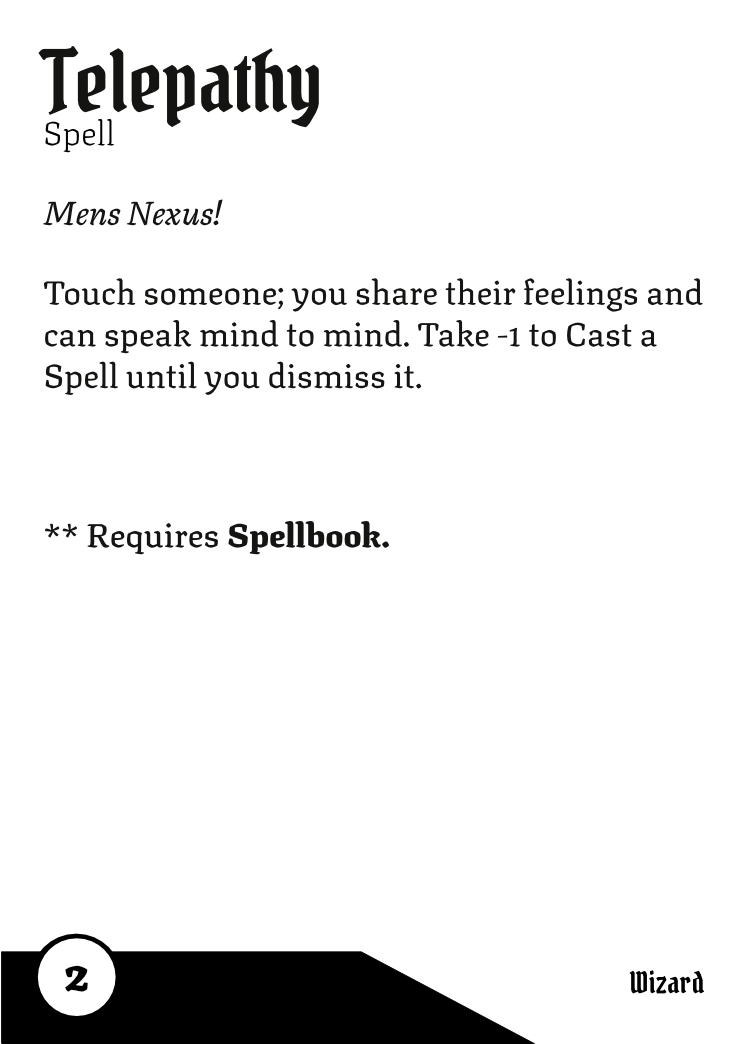 Telepathy
Spell
Mens Nexus!
Touch someone; you share their feelings and
can speak mind to mind. Take -1 to Cast a
Spell until you dismiss it.
** Requires Spellbook.
2
Wizard